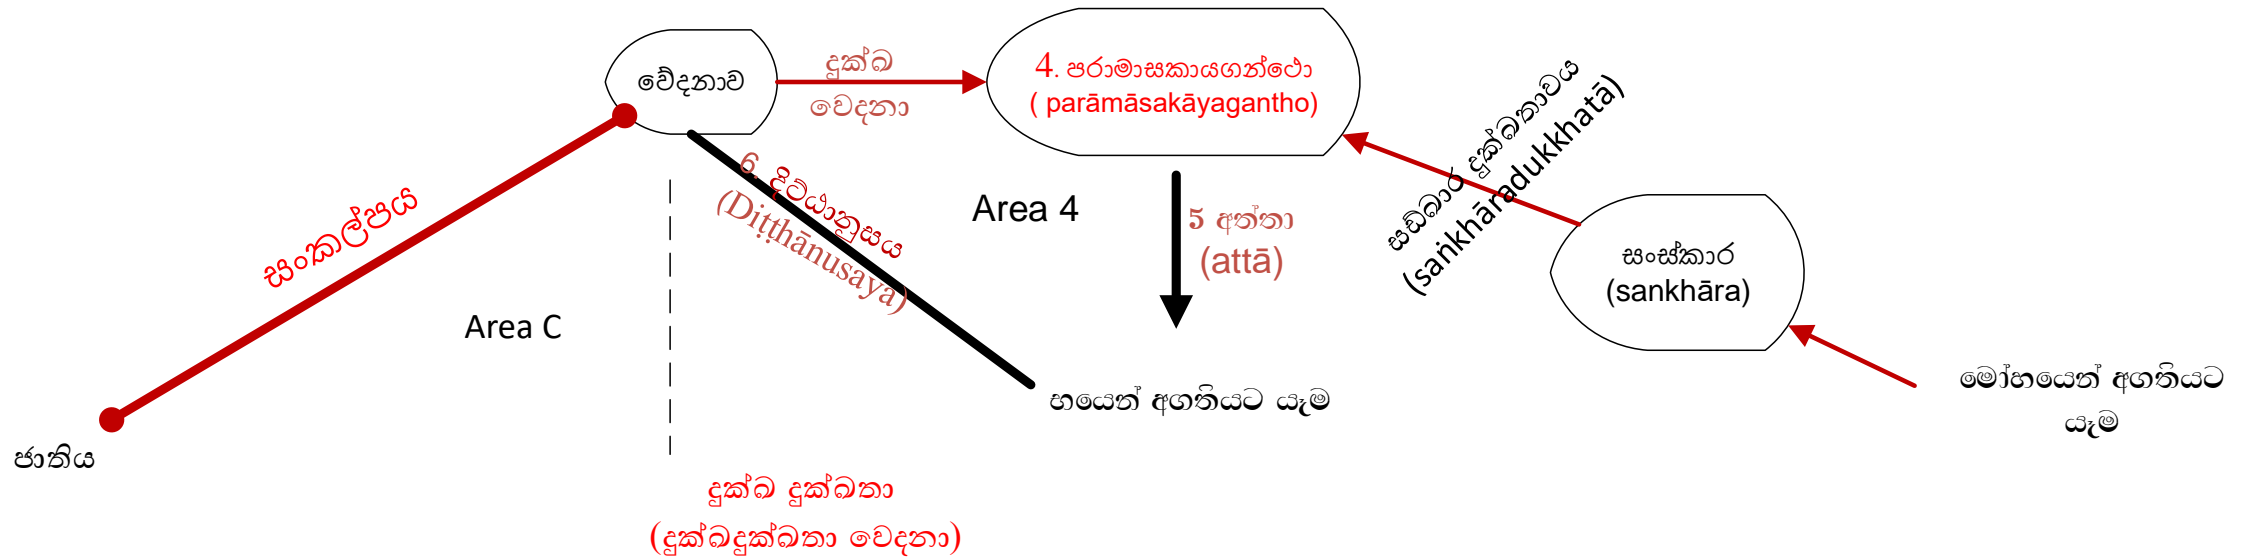 වේදනාව
දුක්ඛ
වෙදනා
4. පරාමාසකායගන්ථො
( parāmāsakāyagantho)
සඩ්ඛාර දුක්ඛතාවය
(saṅkhāradukkhatā)
සංකල්පය
6. දිට්ඨානුසය
(Diṭṭhānusaya)
Area 4
5 අත්තා
(attā)
සංස්කාර
(sankhāra)
Area C
මෝහයෙන් අගතියට
යෑම
භයෙන් අගතියට යෑම
ජාතිය
දුක්ඛ දුක්ඛතා
(දුක්ඛදුක්ඛතා වෙදනා)